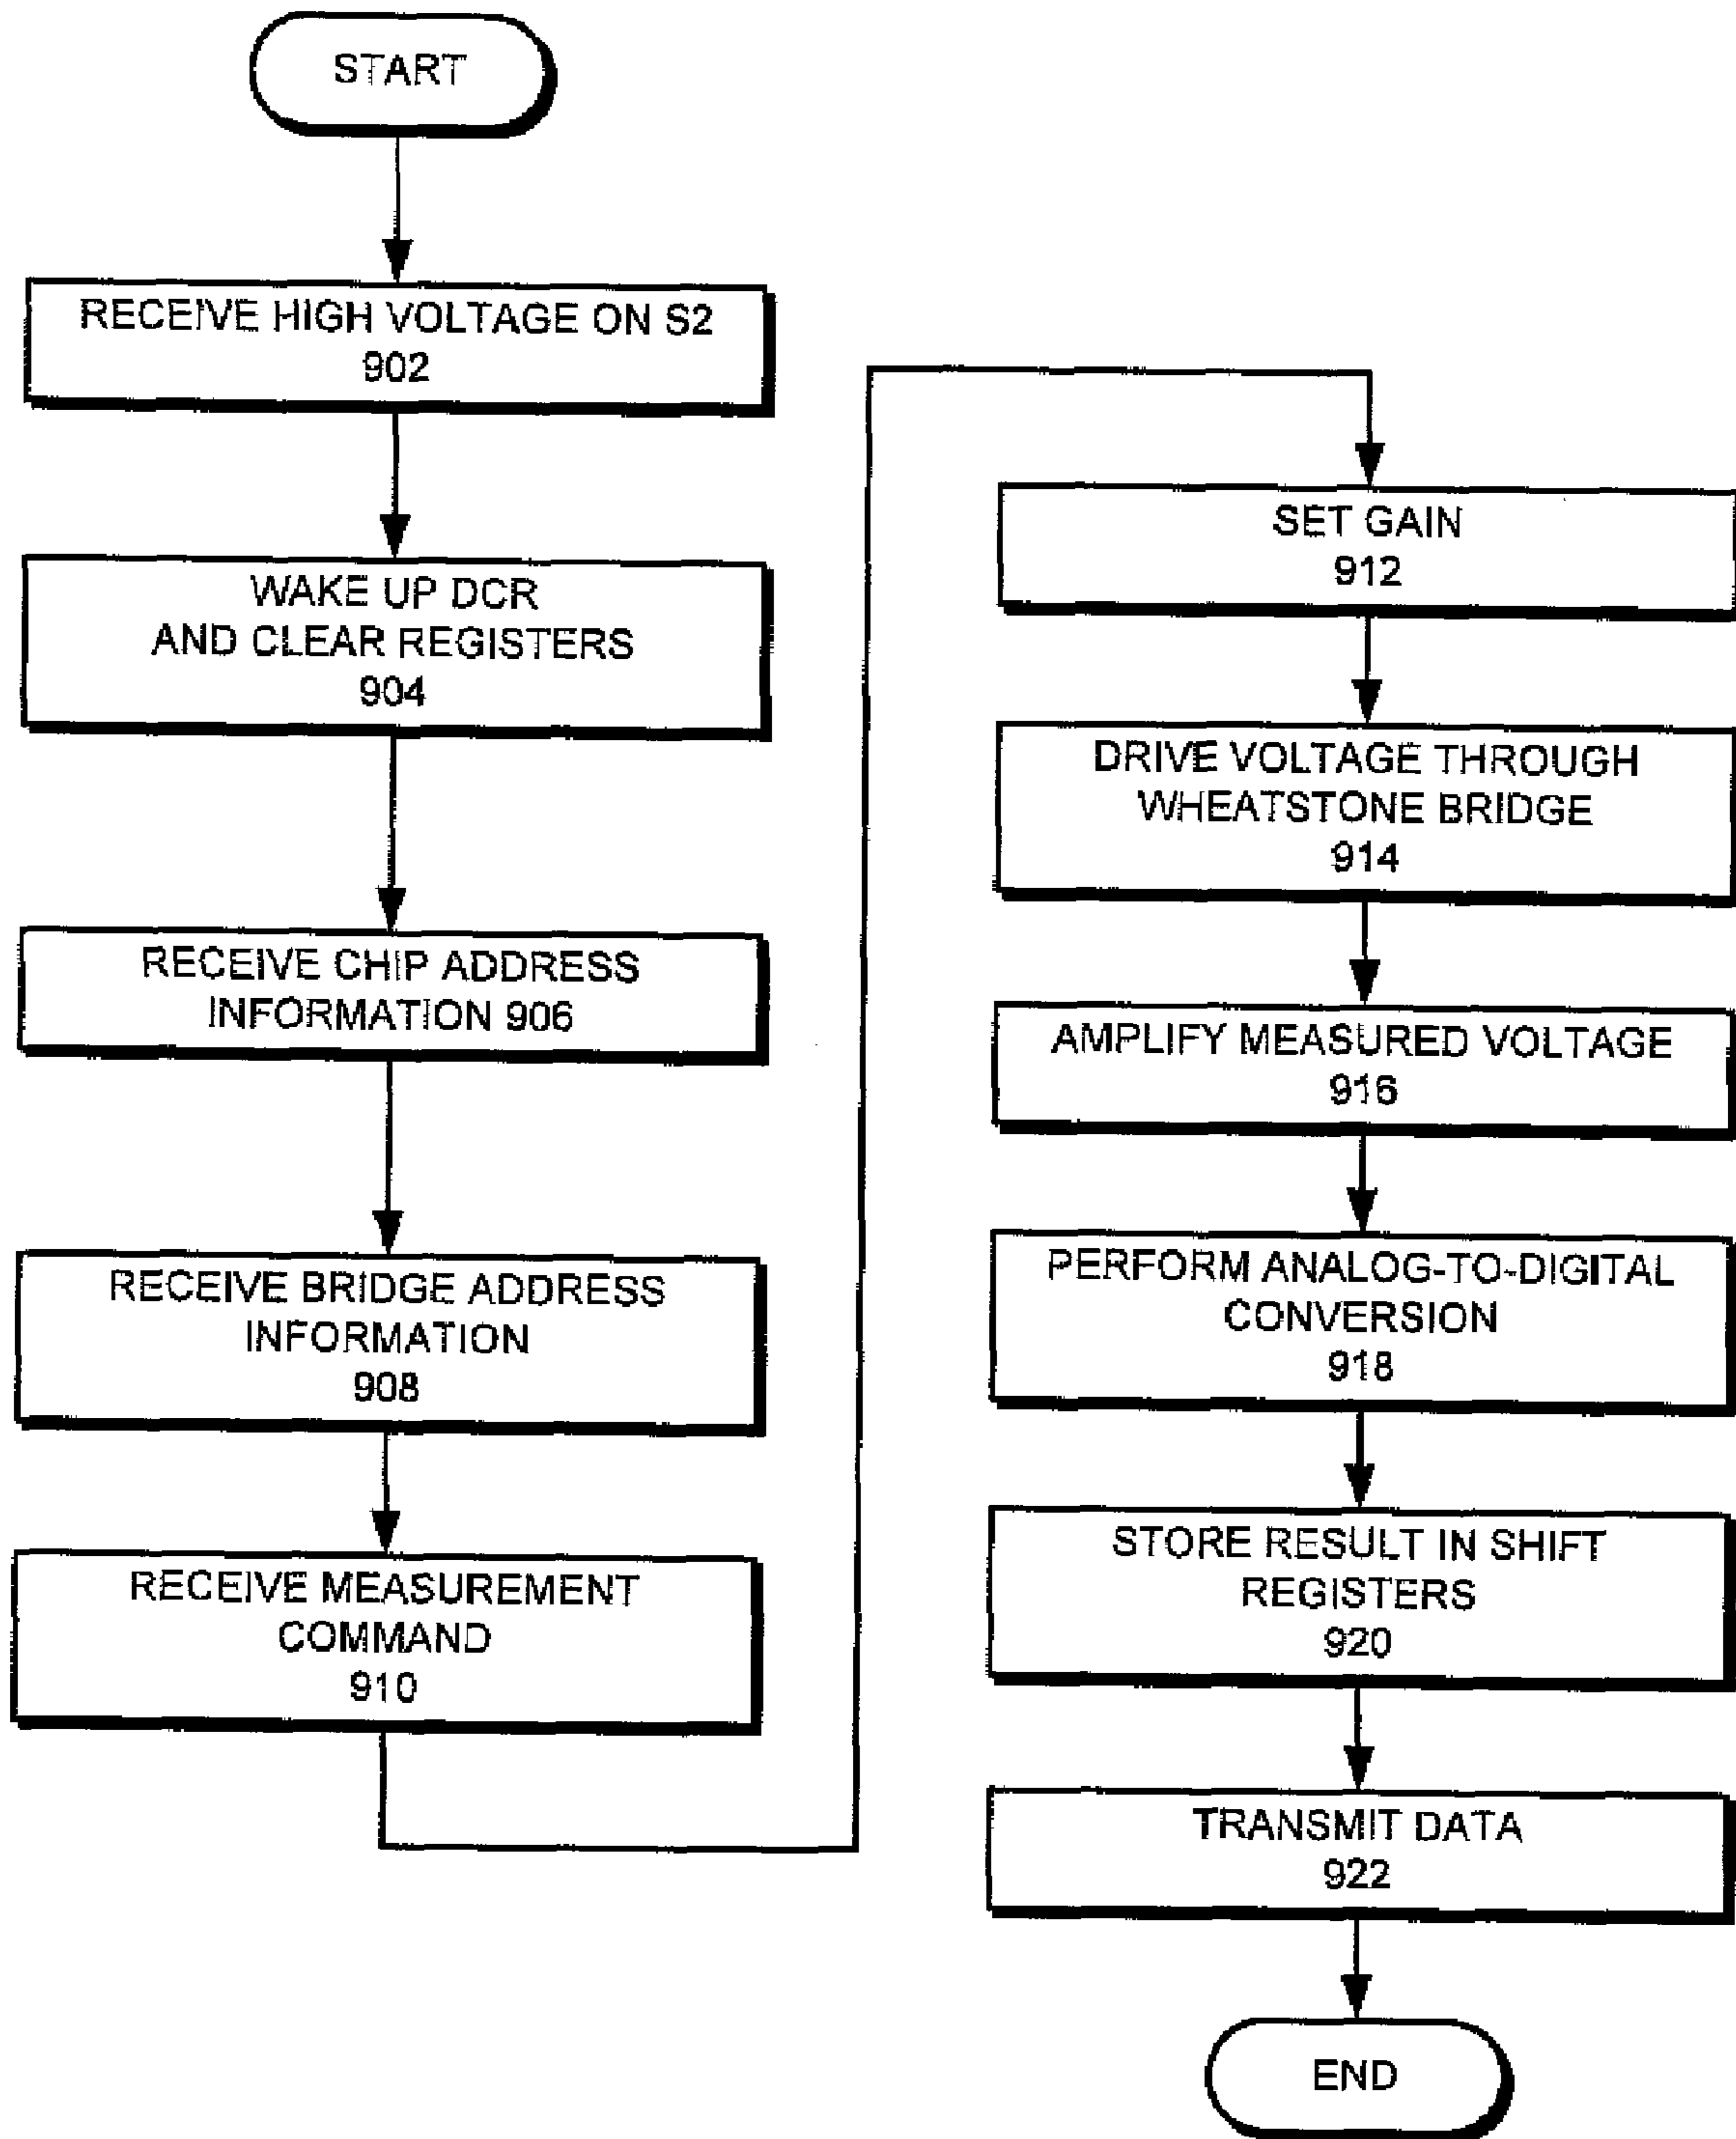 START
RECEIVE HIGH VOLTAGE ON S2
902
WAKE UP DCR
AND CLEAR REGISTERS
904
RECEIVE CHIP ADDRESS
INFORMATION 906
RECEIVE BRIDGE ADDRESS
INFORMATION
908
RECEIVE MEASUREMENT
COMMAND
910
SET GAIN
912
DRIVE VOLTAGE THROUGH
WHEATSTONE BRIDGE
914
AMPLIFY MEASURED VOLTAGE
916
PERFORM ANALOG-TO-DIGITAL
CONVERSION
918
STORE RESULT IN SHIFT
REGISTERS
920
TRANSMIT DATA
922
END